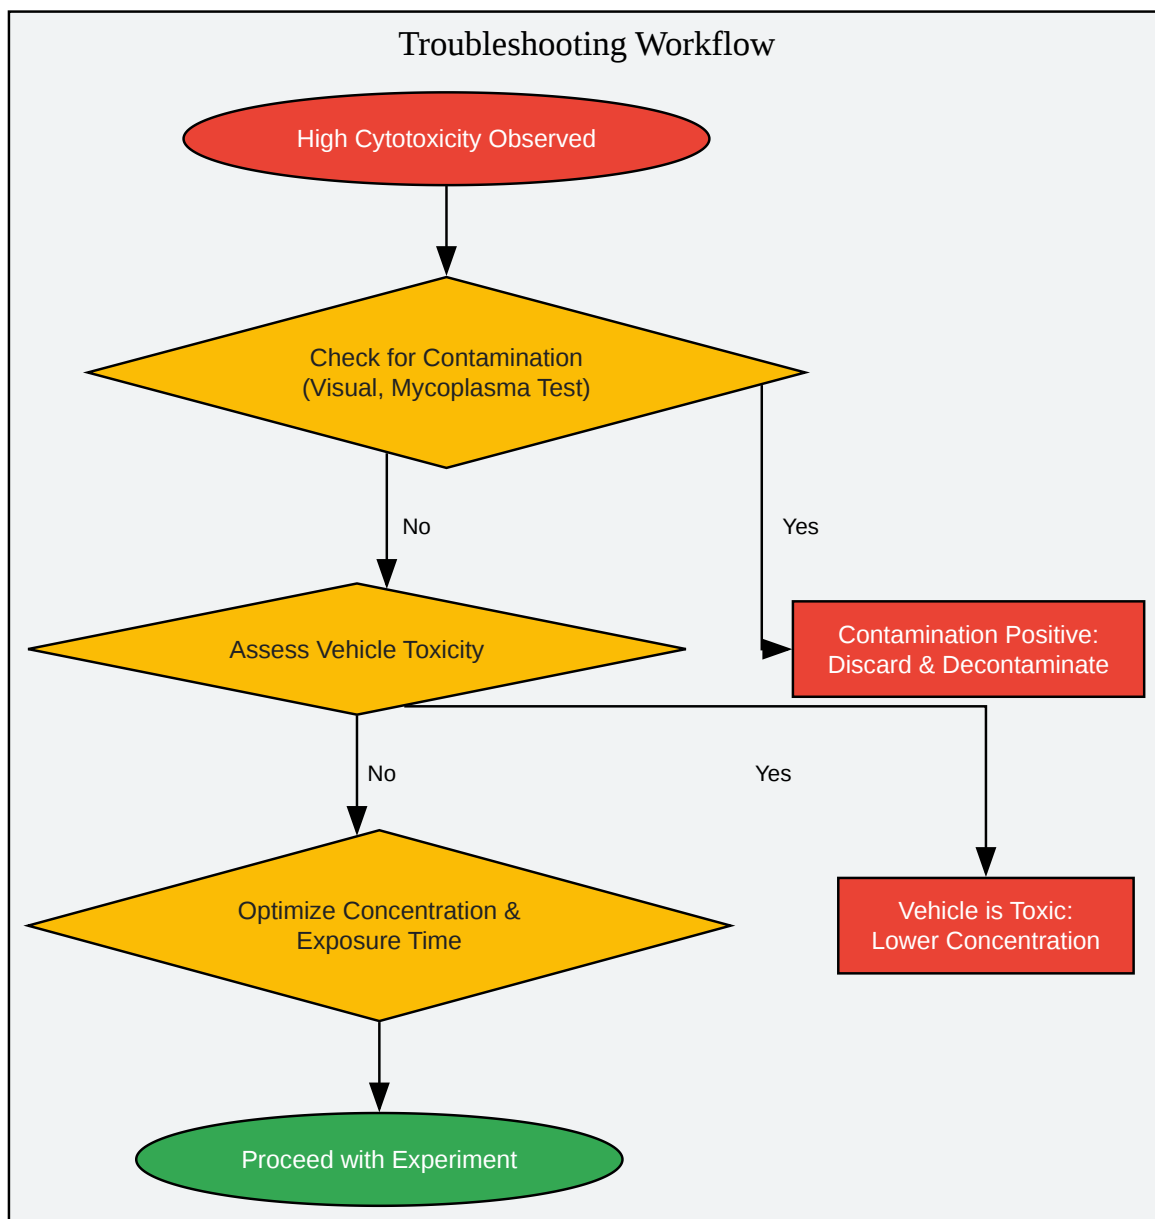 Troubleshooting Workflow
High Cytotoxicity Observed
Check for Contamination
(Visual, Mycoplasma Test)
No
Yes
Assess Vehicle Toxicity
Contamination Positive:
Discard & Decontaminate
No
Yes
Optimize Concentration &
Exposure Time
Vehicle is Toxic:
Lower Concentration
Proceed with Experiment